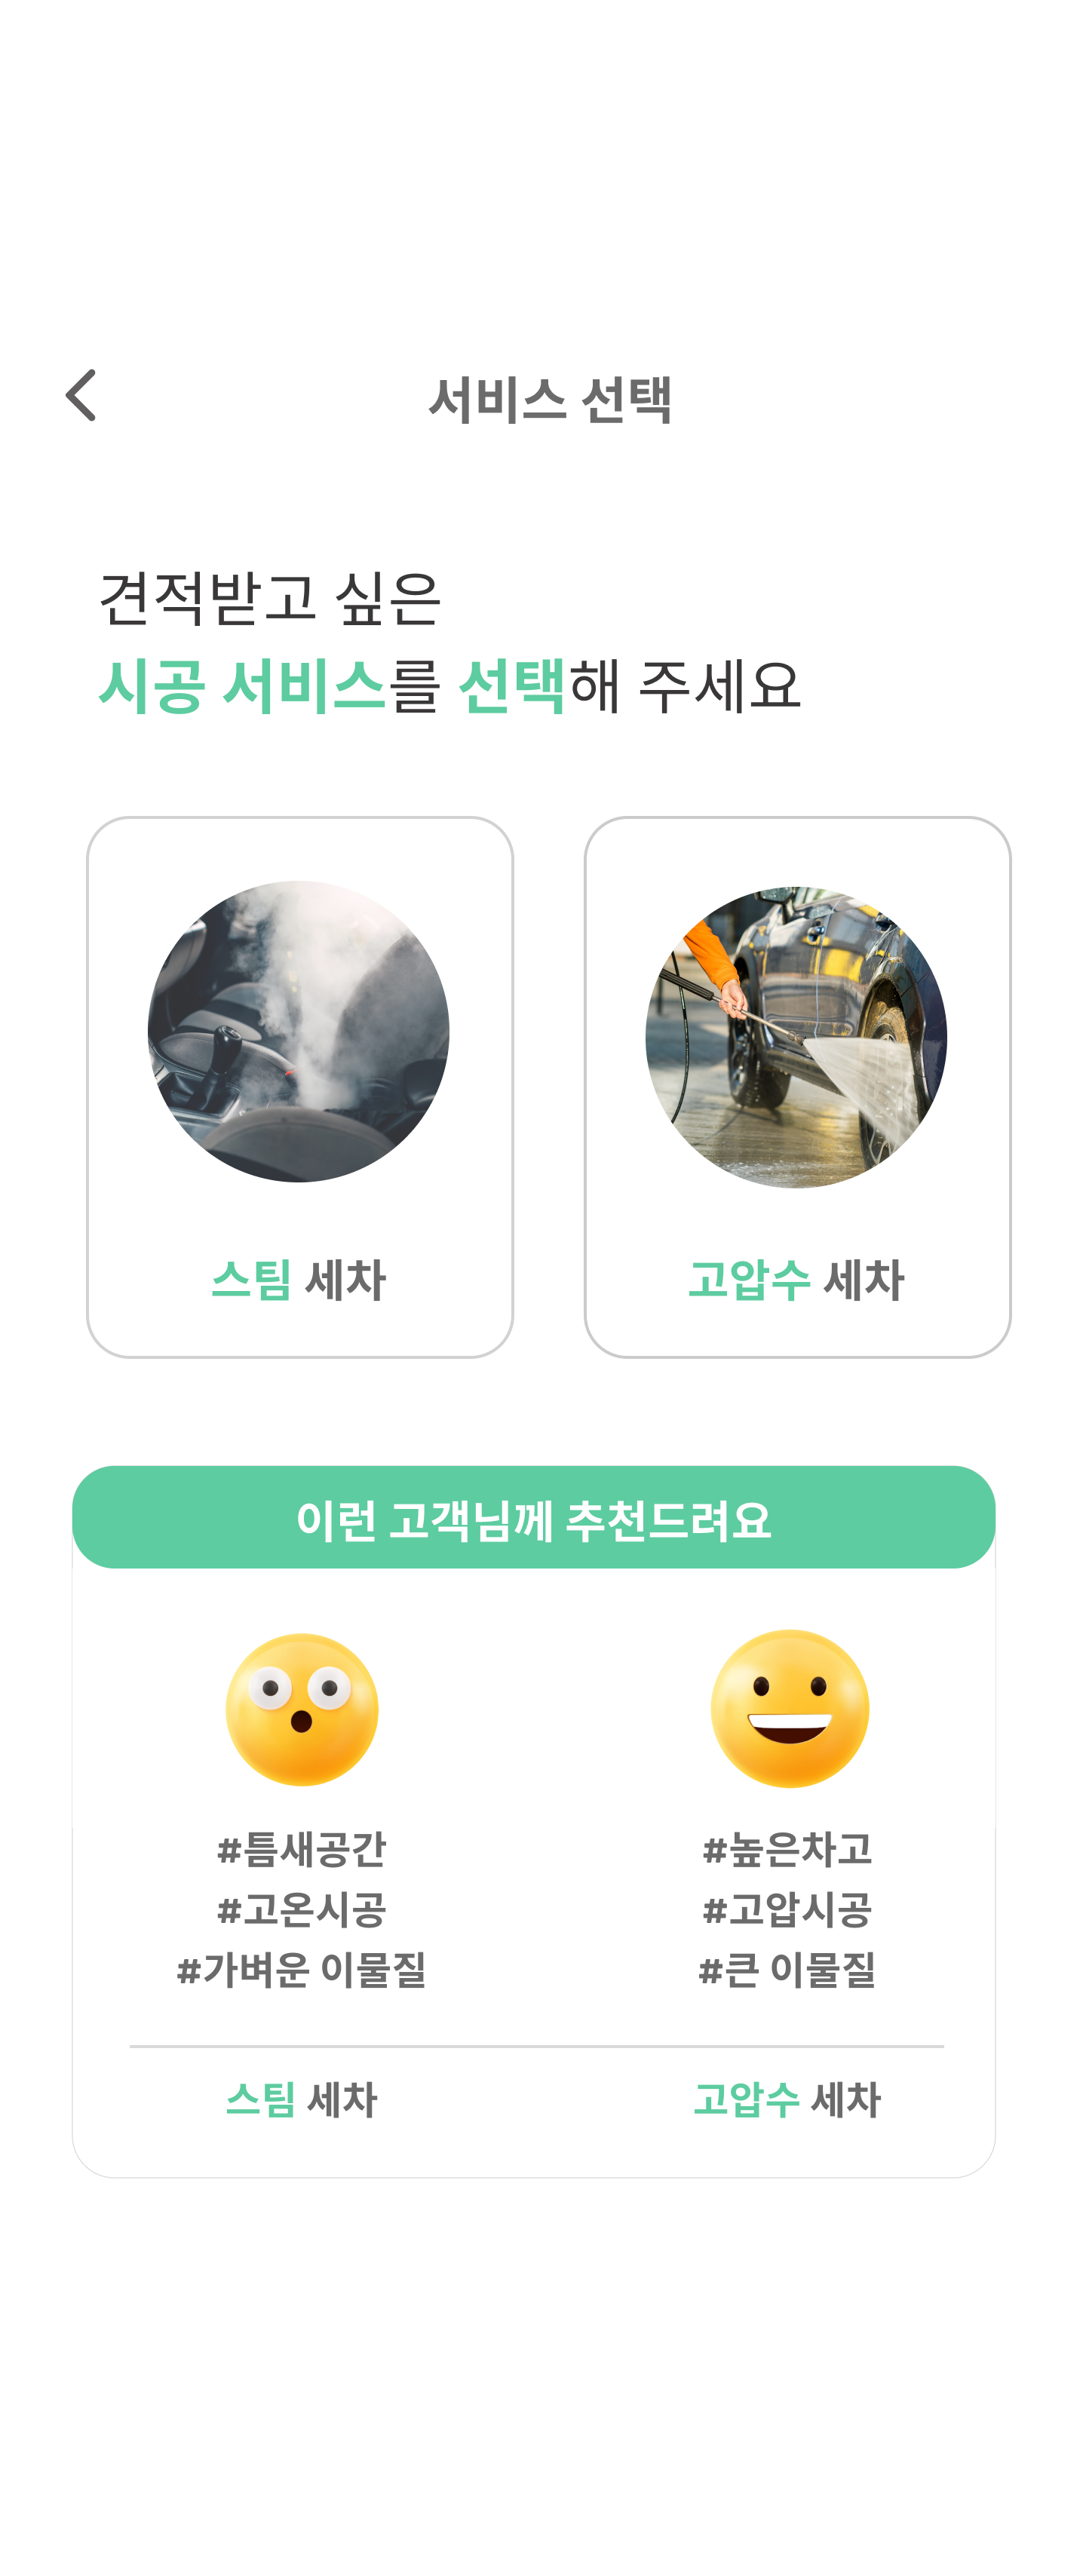 서비스 선택
견적받고 싶은
시공 서비스를 선택해 주세요
스팀 세차
고압수 세차
이런 고객님께 추천드려요
#틈새공간
#고온시공
#가벼운 이물질
#높은차고
#고압시공
#큰 이물질
스팀 세차
고압수 세차